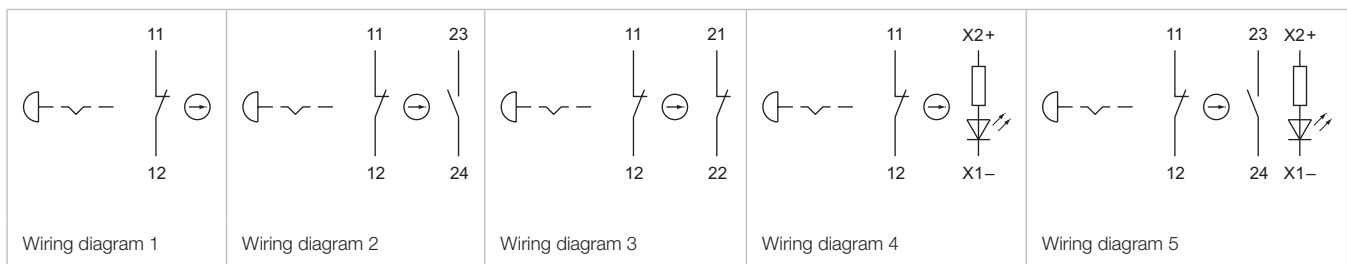 11
12
Wiring diagram 1
11 23
12 24
Wiring diagram 2
11 21
12 22
Wiring diagram 3
11 X2+
12 X1–
Wiring diagram 4
11 23 X2+
12 24 X1–
Wiring diagram 5